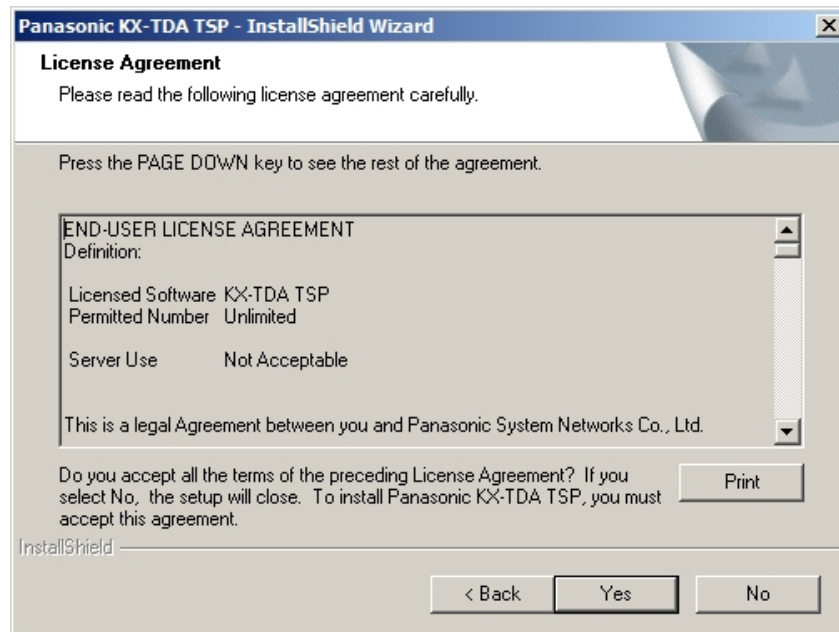 Panasonic KX-TDA TSP - InstallShield Wizard
License Agreement
Please read the following license agreement carefully.
Press the PAGE DOWN key to see the rest of the agreement.
END-USER LICENSE AGREEMENT
Definition:
Licensed Software KX-TDA TSP
Permitted Number Unlimited
Server Use Not Acceptable
This is a legal Agreement between you and Panasonic System Networks Co., Ltd.
Do you accept all the terms of the preceding License Agreement? If you
select No, the setup will close. To install Panasonic KX-TDA TSP, you must
accept this agreement.
Print
InstallShield
< Back Yes No